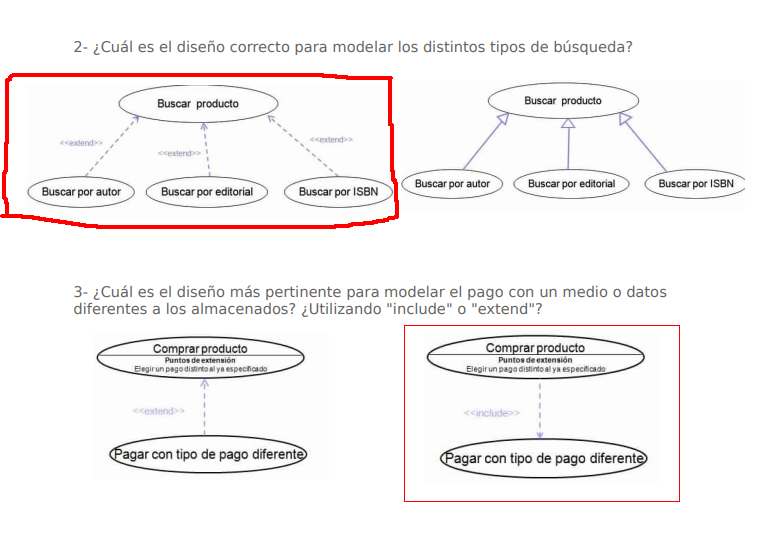 2- ¿Cuál es el diseño correcto para modelar los distintos tipos de búsqueda?
Buscar producto
<<extend>>
<<extend>>
<<extend>>
Buscar por autor
Buscar por editorial
Buscar por ISBN
Buscar producto
Buscar por autor
Buscar por editorial
Buscar por ISBN
3- ¿Cuál es el diseño más pertinente para modelar el pago con un medio o datos
diferentes a los almacenados? ¿Utilizando "include" o "extend"?
Comprar producto
Puntos de extensión
Elegir un pago distinto al ya especificado
<<extend>>
Pagar con tipo de pago diferente
Comprar producto
Puntos de extensión
Elegir un pago distinto al ya especificado
<<include>>
Pagar con tipo de pago diferente